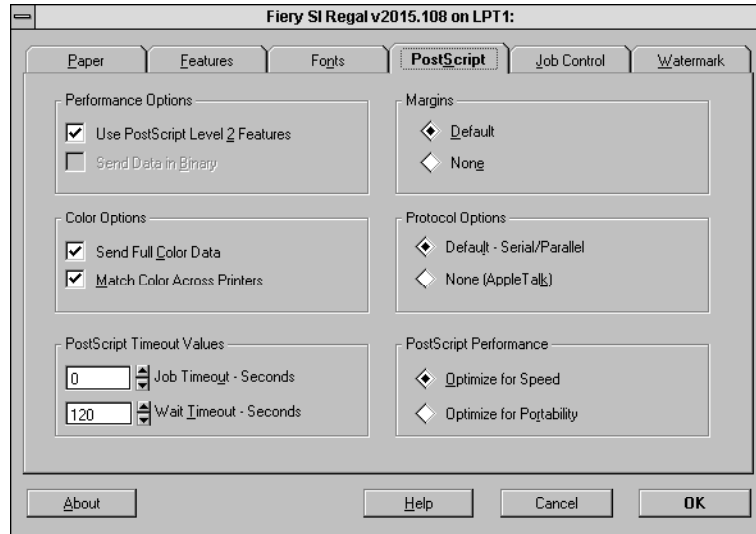 Fiery SI Regal v2015.108 on LPT1:
Paper
Features
Fonts
PostScript
Job Control
Watermark
Performance Options
Use PostScript Level 2 Features
Send Data in Binary
Margins
Default
None
Color Options
Send Full Color Data
Match Color Across Printers
Protocol Options
Default - Serial/Parallel
None (AppleTalk)
PostScript Timeout Values
0 Job Timeout - Seconds
120 Wait Timeout - Seconds
PostScript Performance
Optimize for Speed
Optimize for Portability
About
Help
Cancel
OK